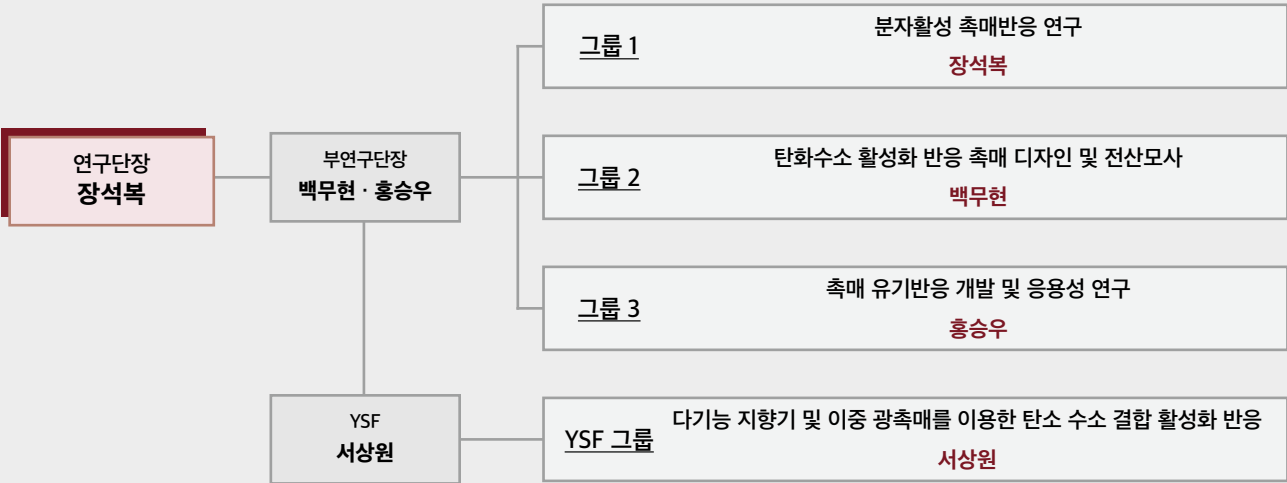 연구단장
장석복
부연구단장
백무현 · 홍승우
그룹 1
분자활성 촉매반응 연구
장석복
그룹 2
탄화수소 활성화 반응 촉매 디자인 및 전산모사
백무현
그룹 3
촉매 유기반응 개발 및 응용성 연구
홍승우
YSF
서상원
YSF 그룹
다기능 지향기 및 이중 광촉매를 이용한 탄소 수소 결합 활성화 반응
서상원